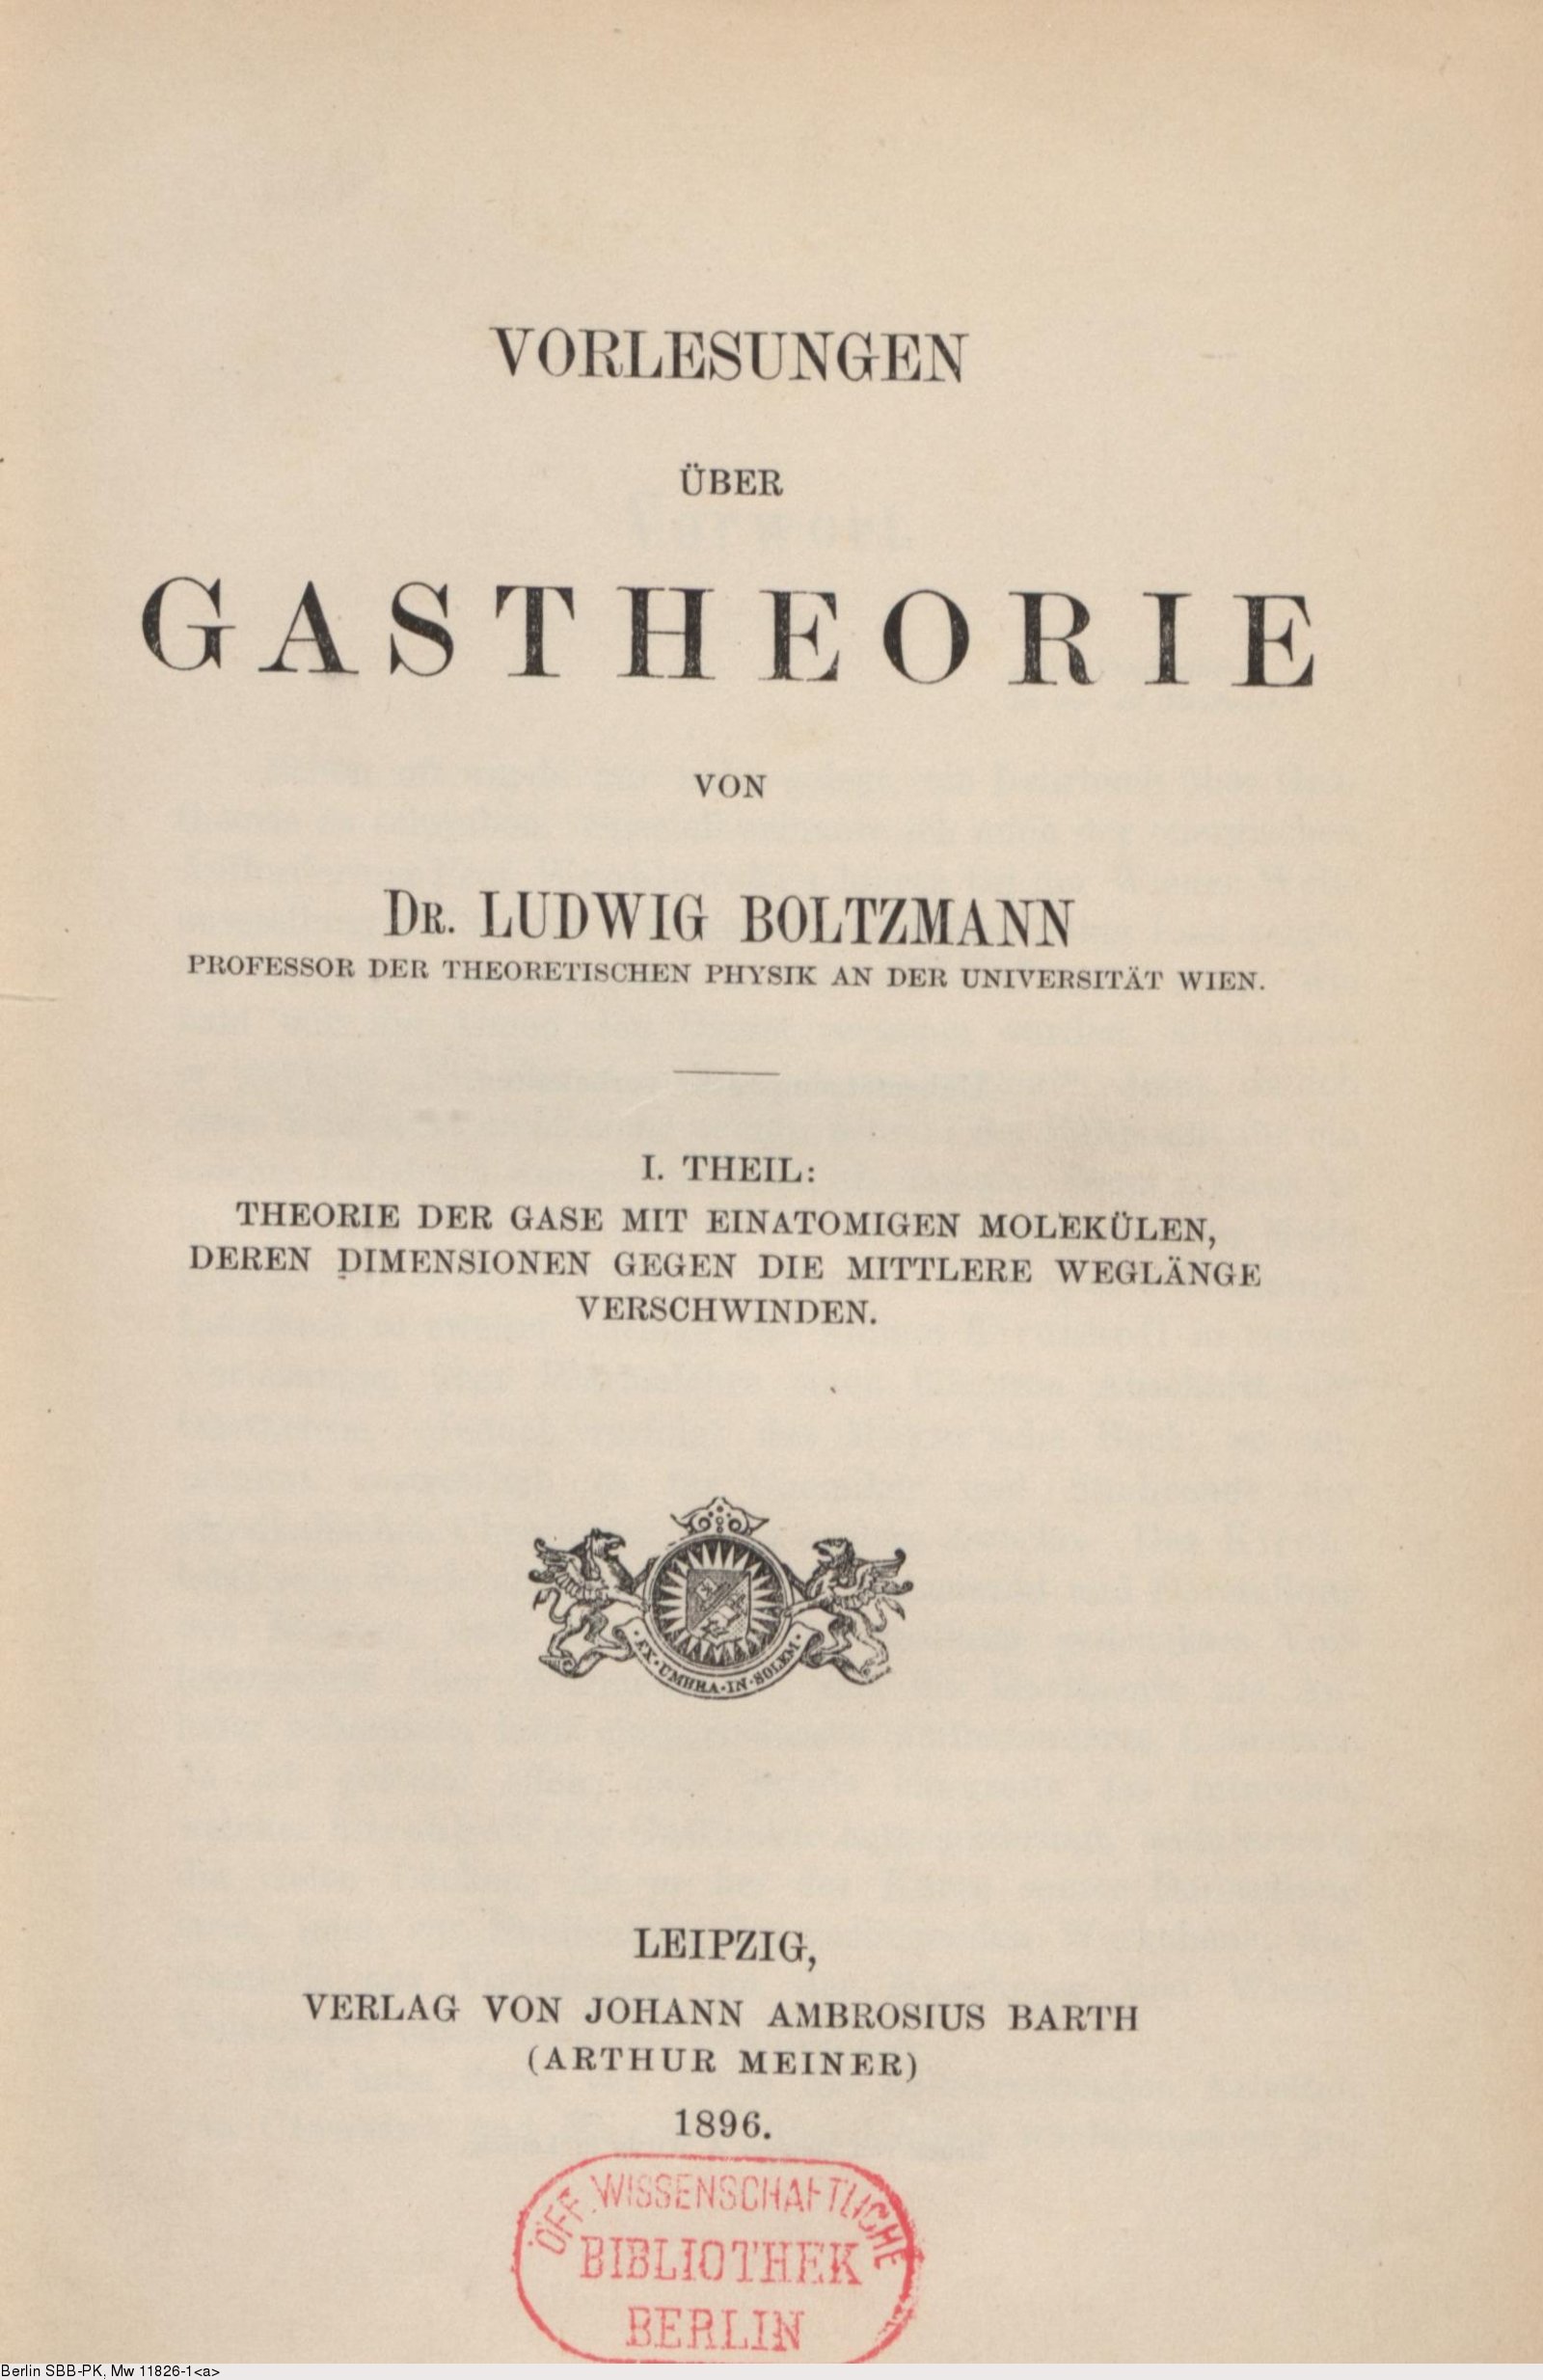 VORLESUNGEN
ÜBER
GASTHEORIE
VON
DR. LUDWIG BOLTZMANN
PROFESSOR DER THEORETISCHEN PHYSIK AN DER UNIVERSITÄT WIEN.
I. THEIL:
THEORIE DER GASE MIT EINATOMIGEN MOLEKÜLEN,
DEREN DIMENSIONEN GEGEN DIE MITTLERE WEGLÄNGE
VERSCHWINDEN.
·EX·UMBRA·IN·SOLEM·
LEIPZIG,
VERLAG VON JOHANN AMBROSIUS BARTH
(ARTHUR MEINER)
1896.
ÖFF. WISSENSCHAFTLICHE
BIBLIOTHEK
BERLIN
Berlin SBB-PK, Mw 11826-1<a>